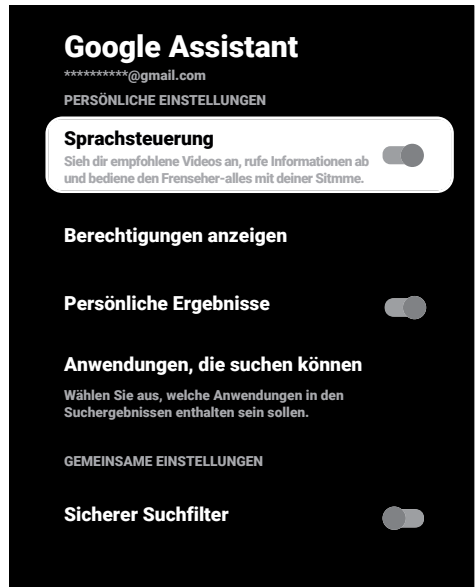 Google Assistant
**********@gmail.com
PERSÖNLICHE EINSTELLUNGEN
Sprachsteuerung
Sieh dir empfohlene Videos an, rufe Informationen ab
und bediene den Frenseher-alles mit deiner Sitmme.
Berechtigungen anzeigen
Persönliche Ergebnisse
Anwendungen, die suchen können
Wählen Sie aus, welche Anwendungen in den
Suchergebnissen enthalten sein sollen.
GEMEINSAME EINSTELLUNGEN
Sicherer Suchfilter